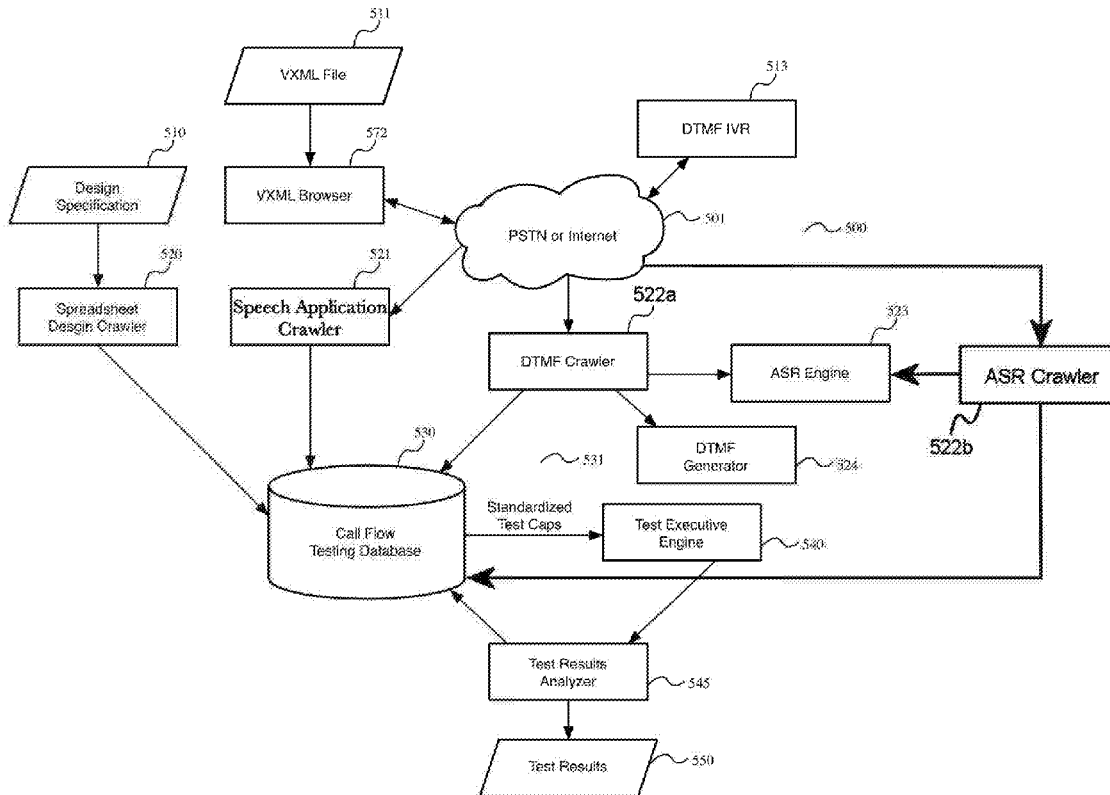 511
VXML File
513
DTMF IVR
510
572
Design
Specification
VXML Browser
501
PSTN or Internet
500
520
521
522a
Spreadsheet
Desgin Crawler
Speech Application
Crawler
523
DTMF Crawler
ASR Engine
ASR Crawler
522b
530
531
DTMF
Generator
524
Standardized
Test Caps
Call Flow
Testing Database
Test Executive
Engine
540
Test Results
Analyzer
545
Test Results
550